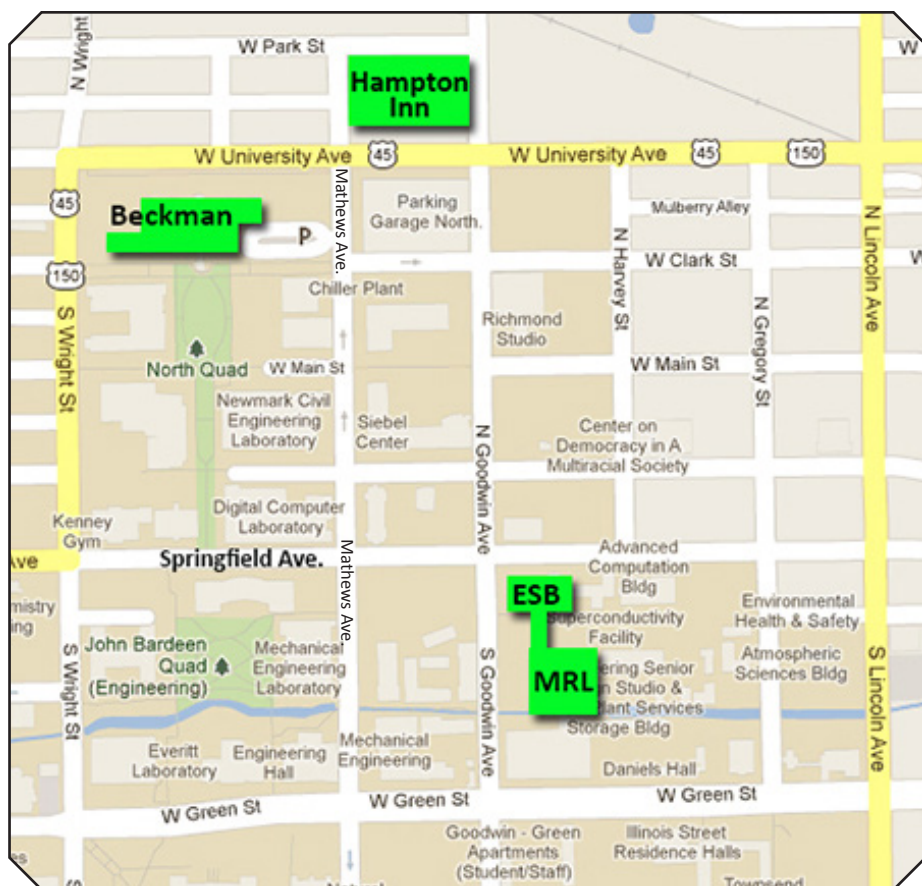 N Wright
W Park St
Hampton
Inn
W University Ave
45
W University Ave
45
150
45
Beckman
P
Mathews Ave.
Parking
Garage North.
Mulberry Alley
N Harvey St
N Lincoln Ave
150
W Clark St
Chiller Plant
S Wright St
Richmond
Studio
N Gregory St
North Quad
W Main St
W Main St
Newmark Civil
Engineering
Laboratory
Siebel
Center
N Goodwin Ave
Center on
Democracy in A
Multiracial Society
Digital Computer
Laboratory
Kenney
Gym
Ave
Springfield Ave.
Mathews Ave.
Advanced
Computation
Bldg
ESB
Superconductivity
Facility
Environmental
Health & Safety
John Bardeen
Quad
(Engineering)
Mechanical
Engineering
Laboratory
S Wright St
S Goodwin Ave
MRL
ering Senior
n Studio &
lant Services
Storage Bldg
Atmospheric
Sciences Bldg
S Lincoln Ave
Everitt
Laboratory
Engineering
Hall
Mechanical
Engineering
Daniels Hall
W Green St
W Green St
W Green St
Goodwin - Green
Apartments
(Student/Staff)
Illinois Street
Residence Halls
Townsend